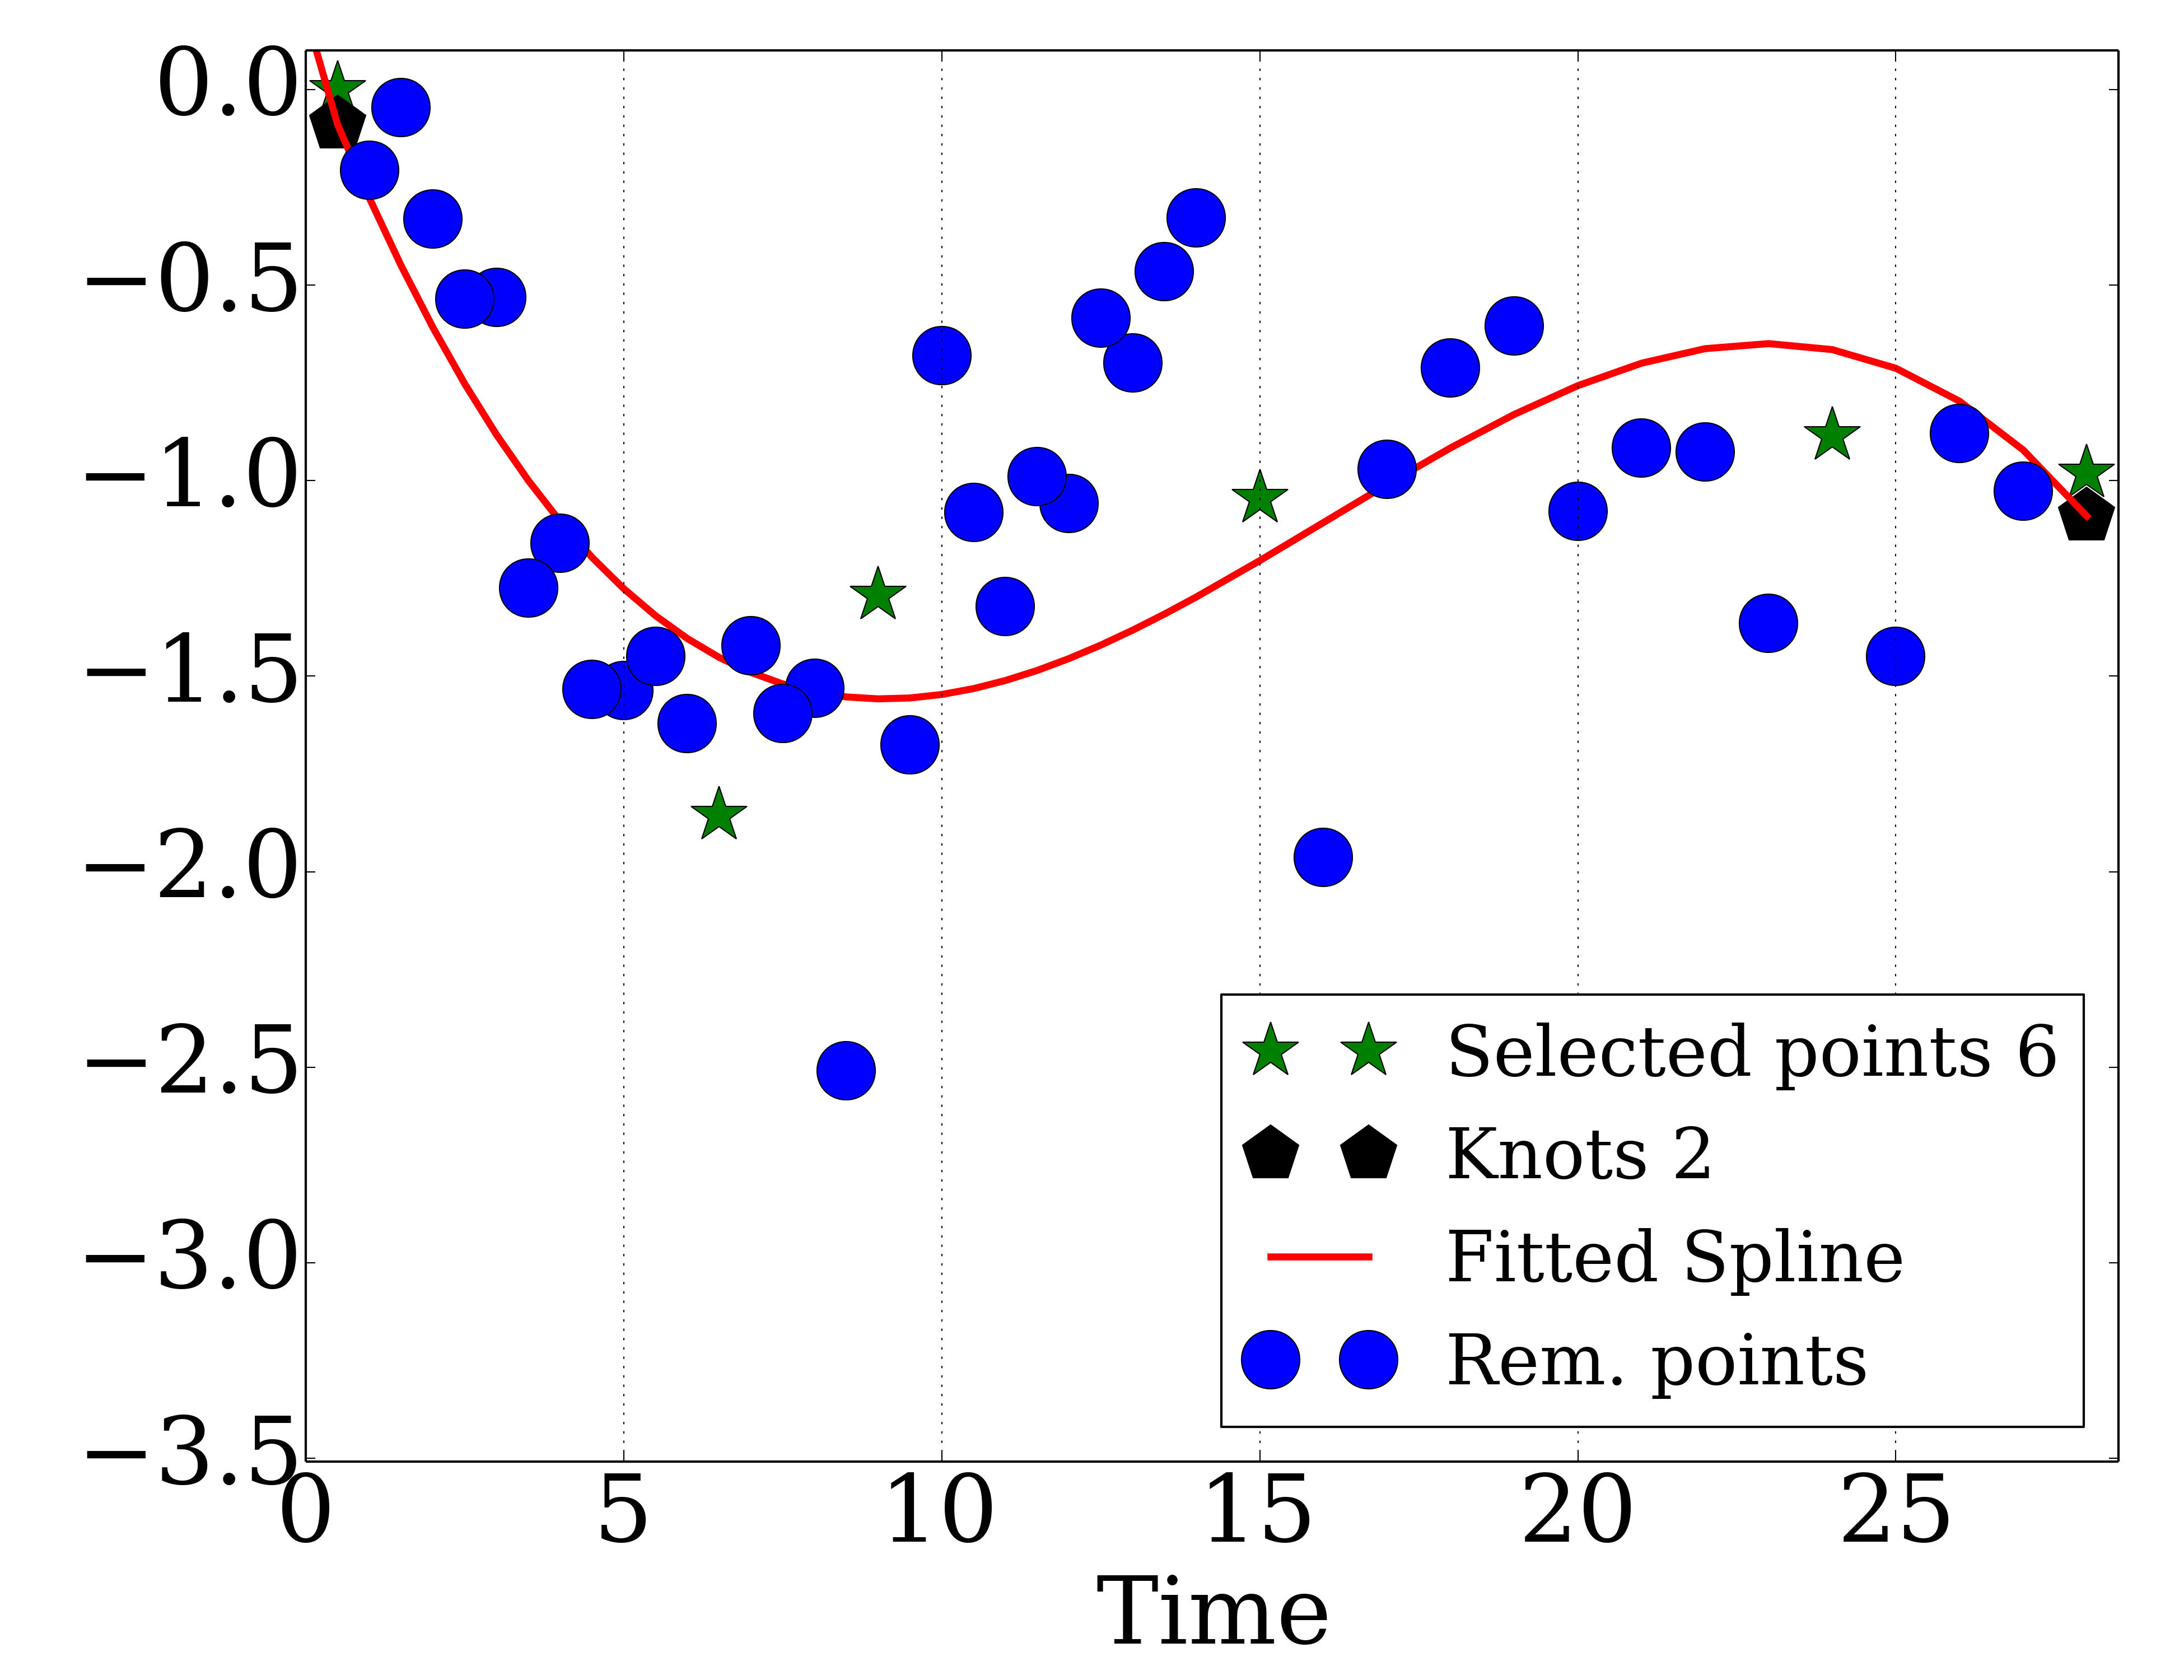 0.0
−0.5
−1.0
−1.5
−2.0
−2.5
−3.0
−3.5
0 5 10 15 20 25
Time
Selected points 6
Knots 2
Fitted Spline
Rem. points